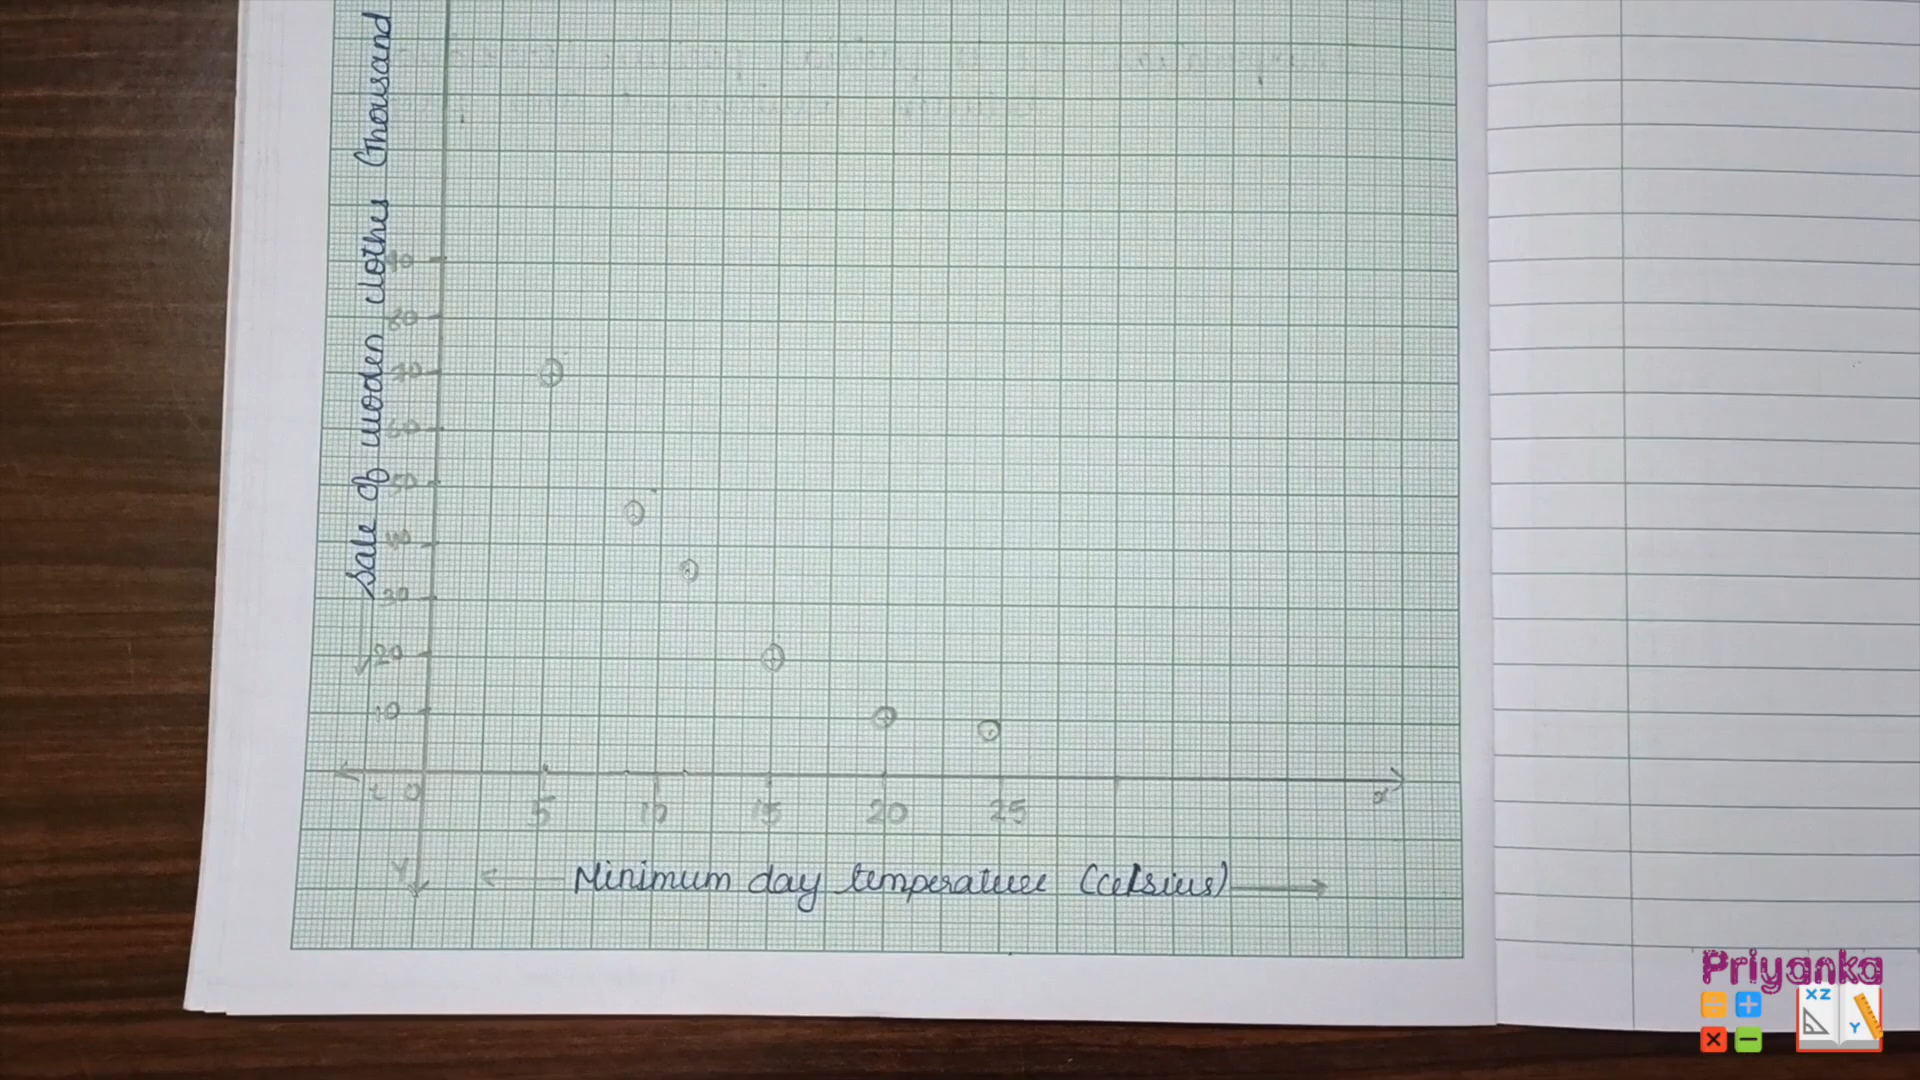 Sale of woolen clothes (Thousand
90
80
70
60
50
40
30
20
10
0
5 10 15 20 25
x
Y
Minimum day temperature (celsius)
Priyanka
XZ
Y